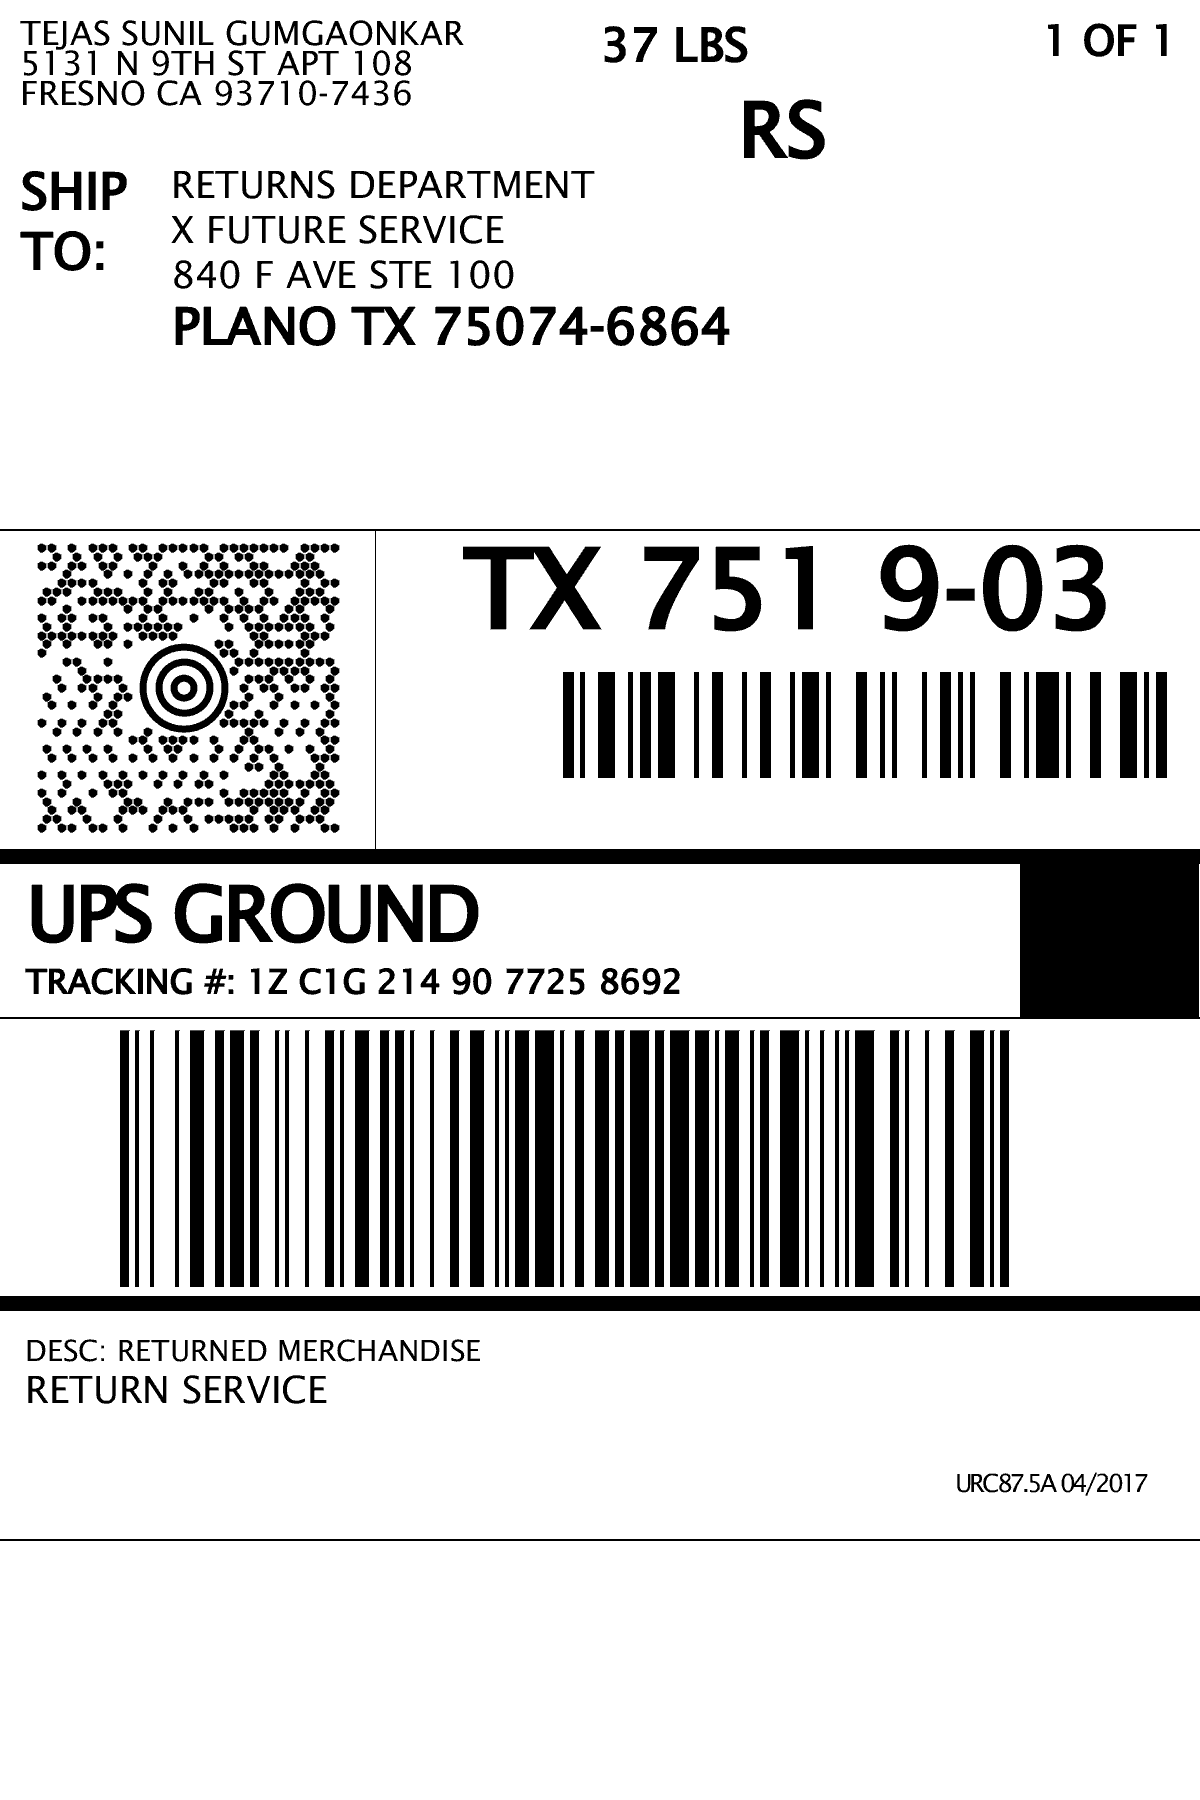 TEJAS SUNIL GUMGAONKAR
5131 N 9TH ST APT 108
FRESNO CA 93710-7436
37 LBS
1 OF 1
RS
SHIP TO:
RETURNS DEPARTMENT
X FUTURE SERVICE
840 F AVE STE 100
PLANO TX 75074-6864
TX 751 9-03
UPS GROUND
TRACKING #: 1Z C1G 214 90 7725 8692
DESC: RETURNED MERCHANDISE
RETURN SERVICE
URC87.5A 04/2017